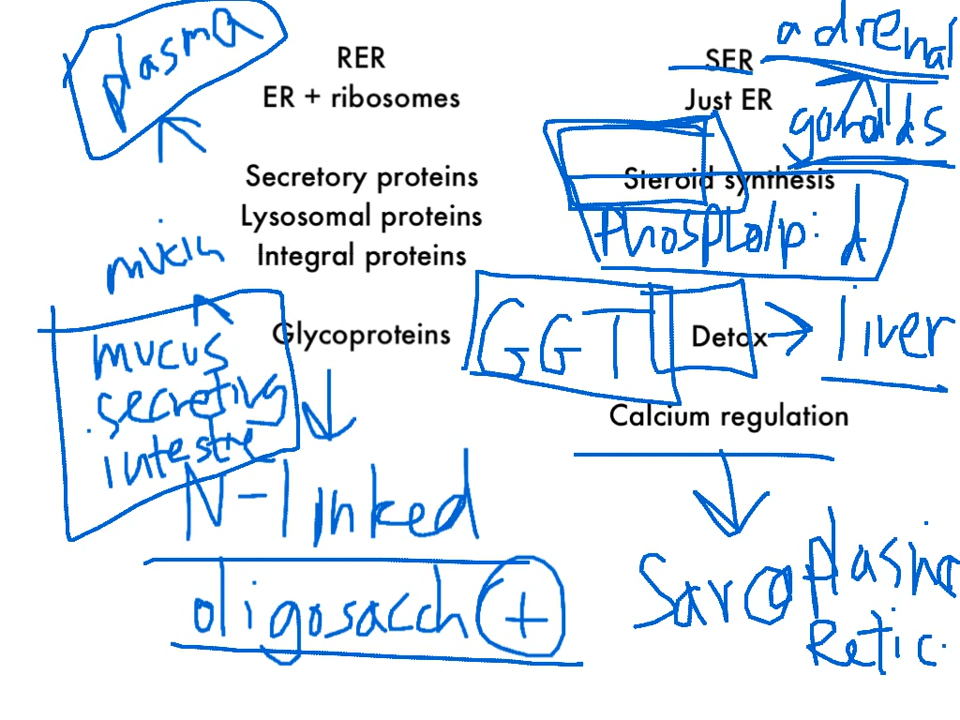 plasma
RER
ER + ribosomes
SER
adrenal
Just ER
gonads
Secretory proteins
Lysosomal proteins
Integral proteins
Steroid synthesis
Phospholpid
mucin
Glycoproteins
GGT
Detox → liver
mucus
secreting
intestine
Calcium regulation
N-linked
oligosacch +
Sarcoplasmic
Retic.